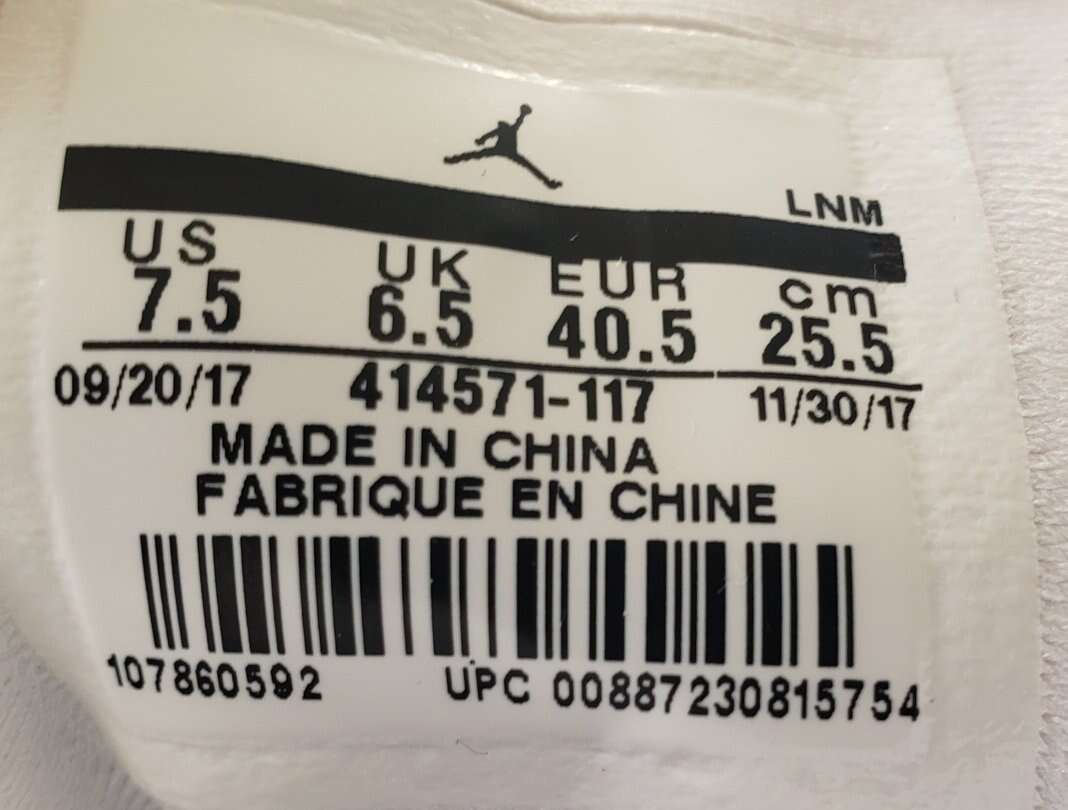 LNM
US UK EUR cm
7.5 6.5 40.5 25.5
09/20/17 414571-117 11/30/17
MADE IN CHINA
FABRIQUE EN CHINE
107860592 UPC 00887230815754